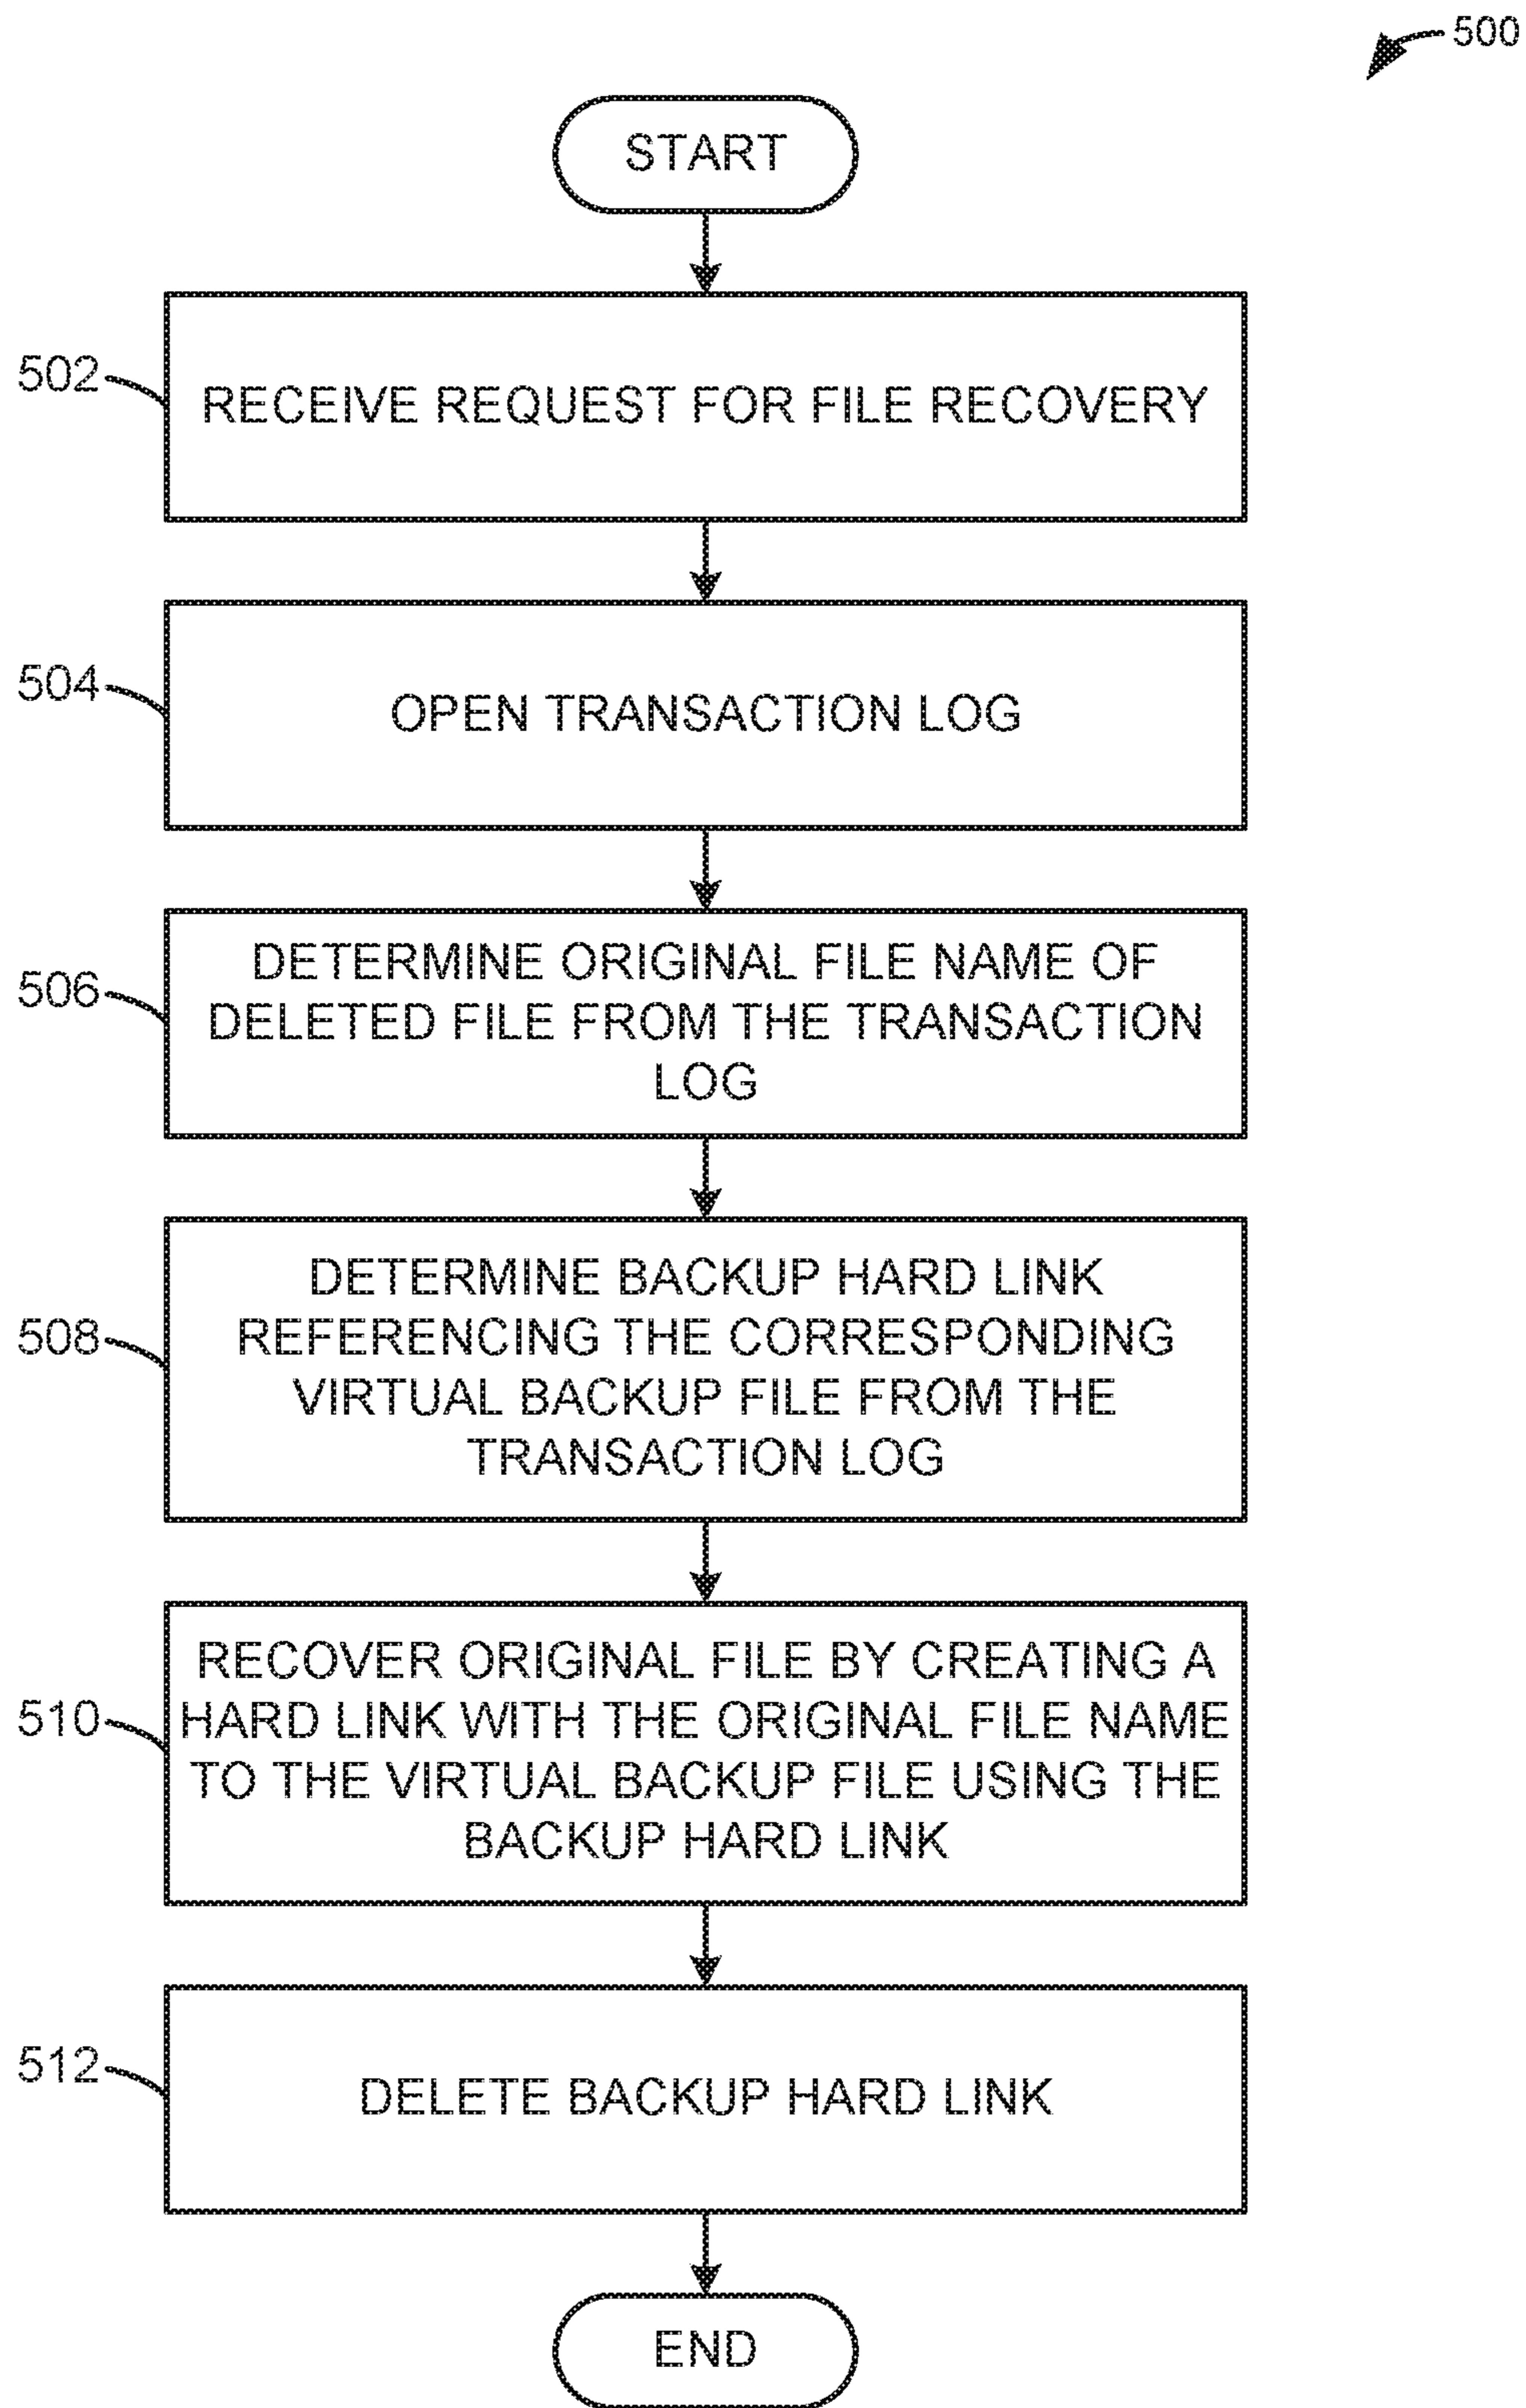 500
START
502
RECEIVE REQUEST FOR FILE RECOVERY
504
OPEN TRANSACTION LOG
506
DETERMINE ORIGINAL FILE NAME OF
DELETED FILE FROM THE TRANSACTION
LOG
508
DETERMINE BACKUP HARD LINK
REFERENCING THE CORRESPONDING
VIRTUAL BACKUP FILE FROM THE
TRANSACTION LOG
510
RECOVER ORIGINAL FILE BY CREATING A
HARD LINK WITH THE ORIGINAL FILE NAME
TO THE VIRTUAL BACKUP FILE USING THE
BACKUP HARD LINK
512
DELETE BACKUP HARD LINK
END